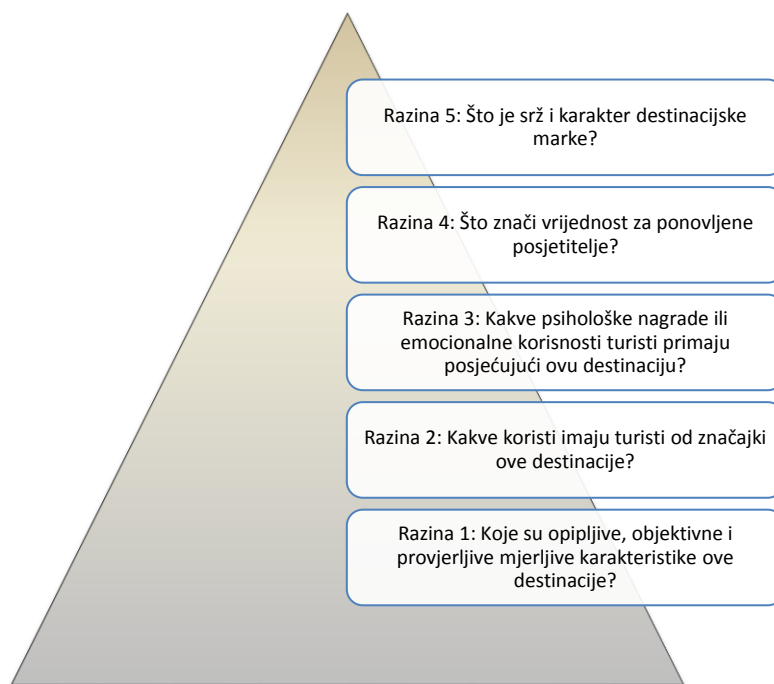 Razina 5: Što je srž i karakter destinacijske
marke?
Razina 4: Što znači vrijednost za ponovljene
posjetitelje?
Razina 3: Kakve psihološke nagrade ili
emocionalne korisnosti turisti primaju
posjećujući ovu destinaciju?
Razina 2: Kakve koristi imaju turisti od značajki
ove destinacije?
Razina 1: Koje su opipljive, objektivne i
provjerljive mjerljive karakteristike ove
destinacije?